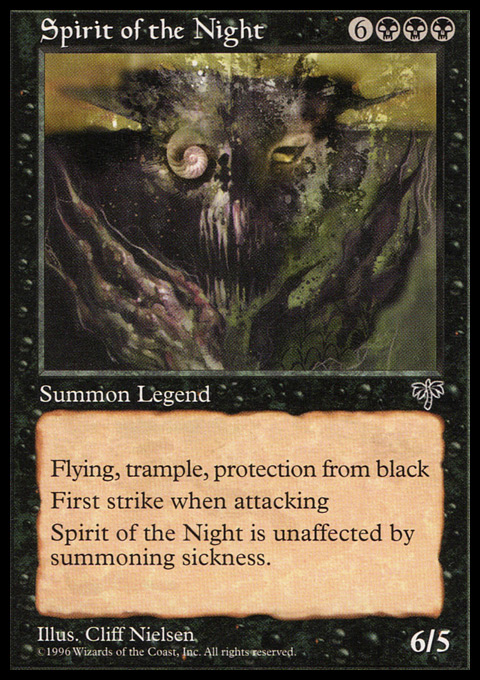 Spirit of the Night 6
Summon Legend
Flying, trample, protection from black
First strike when attacking
Spirit of the Night is unaffected by
summoning sickness.
Illus. Cliff Nielsen
©1996 Wizards of the Coast, Inc. All rights reserved.
6/5